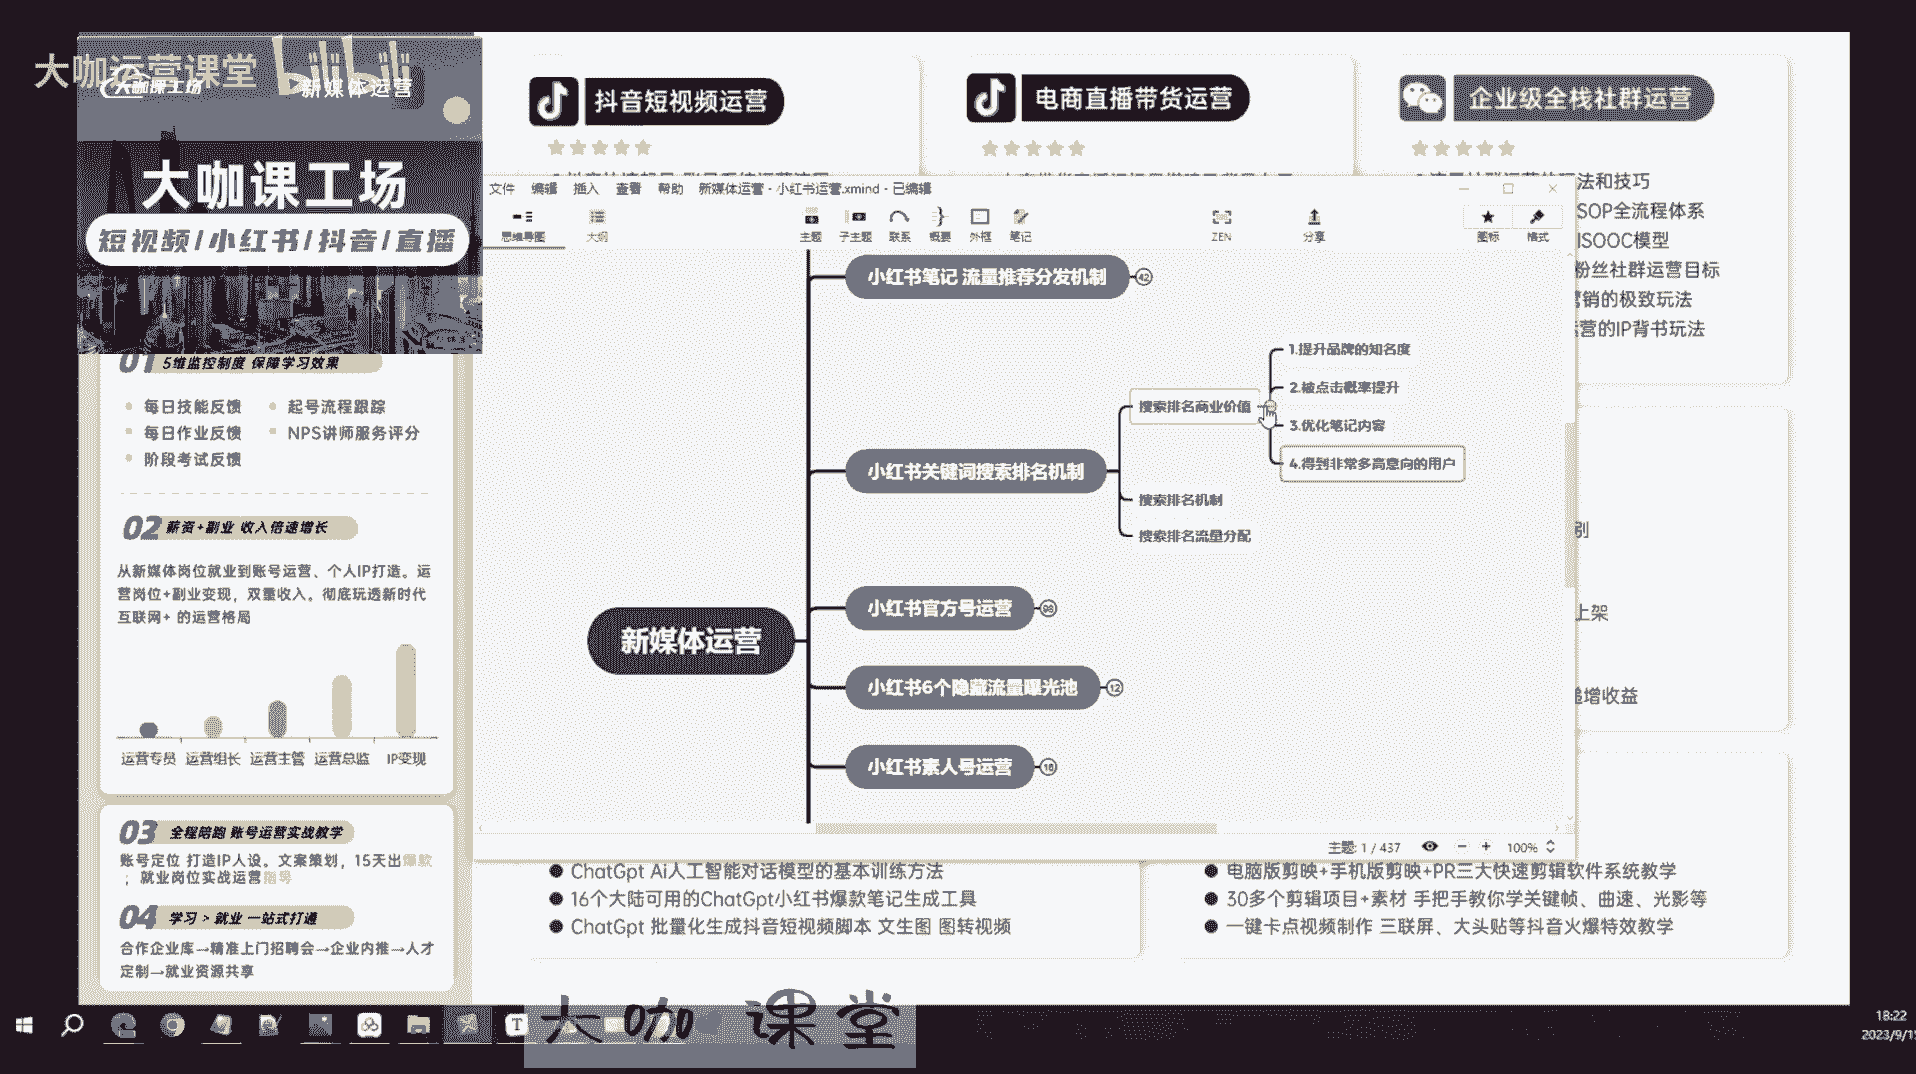 大咖运营课堂 bilibili
大咖课工场
新媒体运营
大咖课工场
短视频/小红书/抖音/直播
01 5维监控制度 保障学习效果
每日技能反馈
起号流程跟踪
每日作业反馈
NPS讲师服务评分
阶段考试反馈
02 薪资+副业 收入倍速增长
从新媒体岗位就业到账号运营、个人IP打造。运
营岗位+副业变现，双重收入。彻底玩透新时代
互联网+ 的运营格局
运营专员 运营组长 运营主管 运营总监 IP变现
03 全程陪跑 账号运营实战教学
账号定位 打造IP人设。文案策划，15天出爆款
；就业岗位实战运营指导
04 学习 > 就业 一站式打通
合作企业库→精准上门招聘会→企业内推→人才
定制→就业资源共享
抖音短视频运营
电商直播带货运营
企业级全栈社群运营
法和技巧
SOP全流程体系
ISOOC模型
粉丝社群运营目标
营销的极致玩法
运营的IP背书玩法
别
上架
递增收益
文件 编辑 插入 查看 帮助 新媒体运营 - 小红书运营.xmind - 已编辑
思维导图 大纲 主题 子主题 联系 概要 外框 笔记 ZEN 分享 图标 格式
小红书笔记 流量推荐分发机制 42
小红书关键词搜索排名机制
搜索排名商业价值
1.提升品牌的知名度
2.被点击概率提升
3.优化笔记内容
4.得到非常多高意向的用户
搜索排名机制
搜索排名流量分配
新媒体运营
小红书官方号运营 98
小红书6个隐藏流量曝光池 12
小红书素人号运营 16
主题: 1 / 437 100%
ChatGpt Ai人工智能对话模型的基本训练方法
16个大陆可用的ChatGpt小红书爆款笔记生成工具
ChatGpt 批量化生成抖音短视频脚本 文生图 图转视频
电脑版剪映+手机版剪映+PR三大快速剪辑软件系统教学
30多个剪辑项目+素材 手把手教你学关键帧、曲速、光影等
一键卡点视频制作 三联屏、大头贴等抖音火爆特效教学
大咖课堂
18:22
2023/9/1